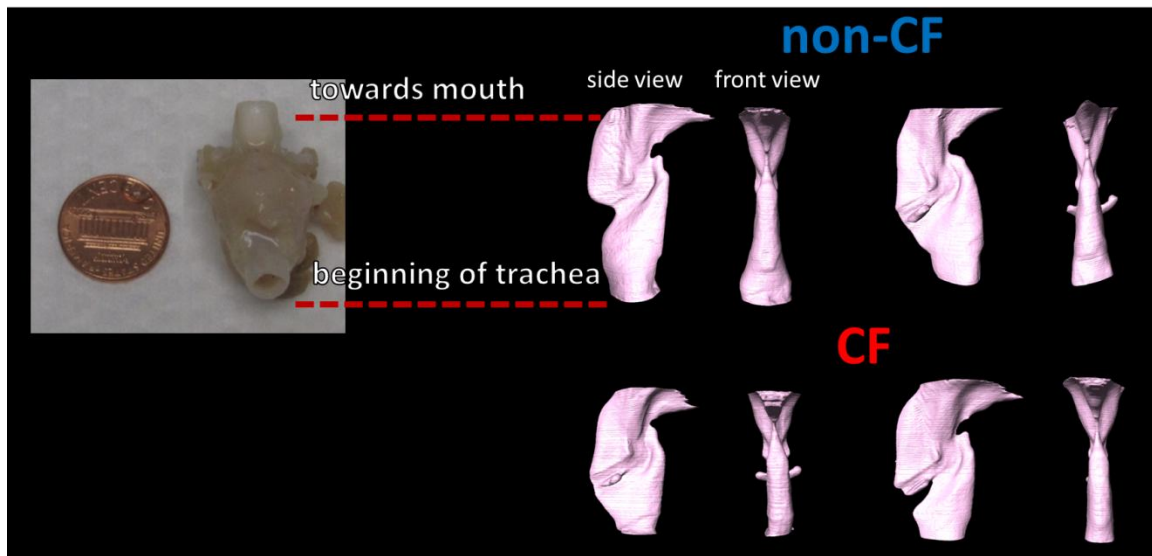 non-CF
side view
front view
towards mouth
beginning of trachea
CF